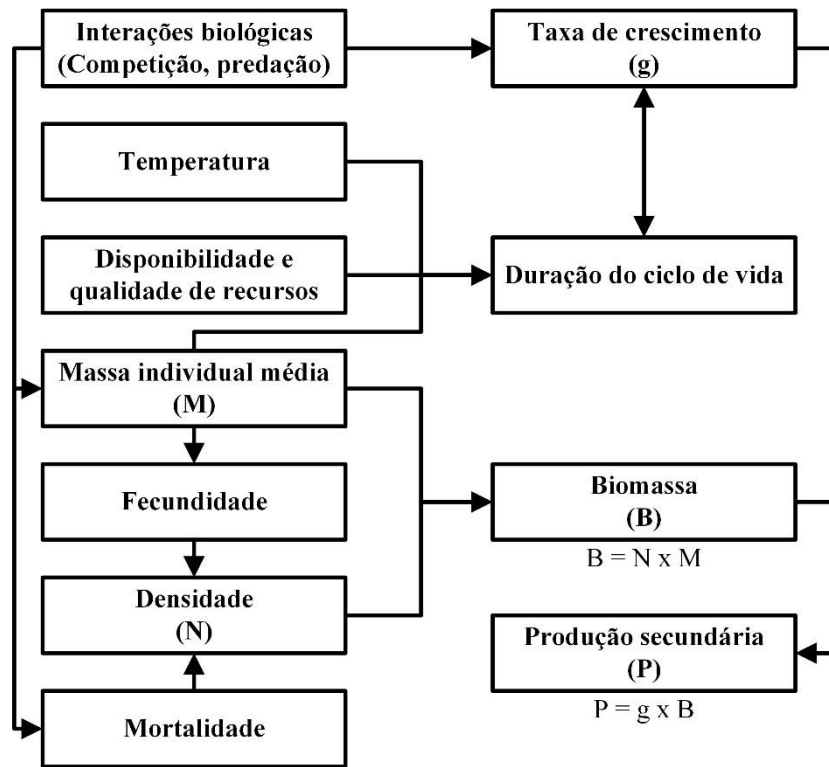 Interações biológicas
(Competição, predação)
Taxa de crescimento
(g)
Temperatura
Disponibilidade e
qualidade de recursos
Duração do ciclo de vida
Massa individual média
(M)
Fecundidade
Biomassa
(B)
B = N x M
Densidade
(N)
Produção secundária
(P)
P = g x B
Mortalidade